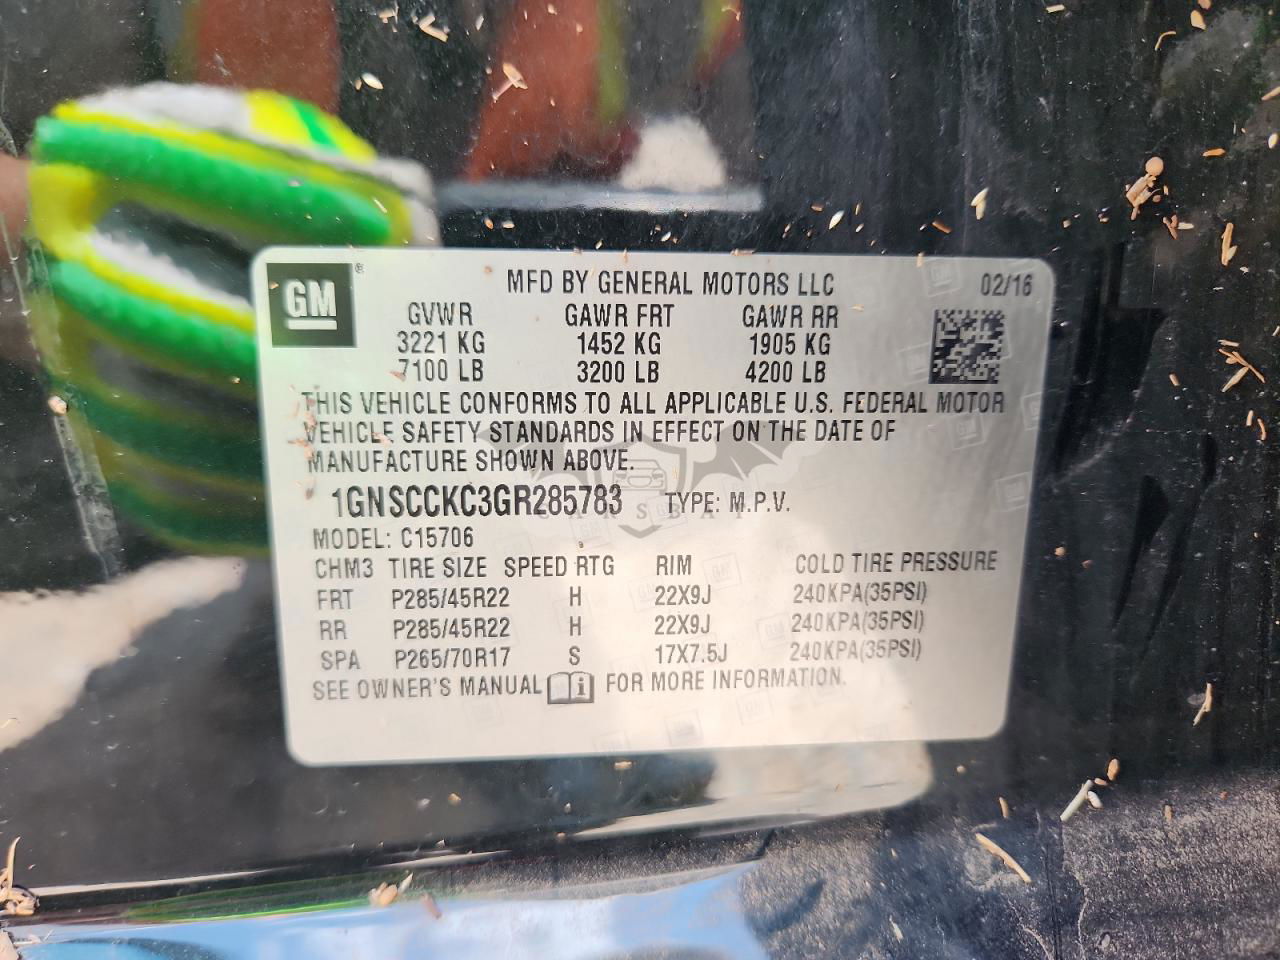 GM ®
MFD BY GENERAL MOTORS LLC 02/16
GVWR GAWR FRT GAWR RR
3221 KG 1452 KG 1905 KG
7100 LB 3200 LB 4200 LB
THIS VEHICLE CONFORMS TO ALL APPLICABLE U.S. FEDERAL MOTOR
VEHICLE SAFETY STANDARDS IN EFFECT ON THE DATE OF
MANUFACTURE SHOWN ABOVE.
1GNSCCKC3GR285783 TYPE: M.P.V.
CARSBAT
MODEL: C15706
CHM3 TIRE SIZE SPEED RTG RIM COLD TIRE PRESSURE
FRT P285/45R22 H 22X9J 240KPA(35PSI)
RR P285/45R22 H 22X9J 240KPA(35PSI)
SPA P265/70R17 S 17X7.5J 240KPA(35PSI)
SEE OWNER'S MANUAL FOR MORE INFORMATION.